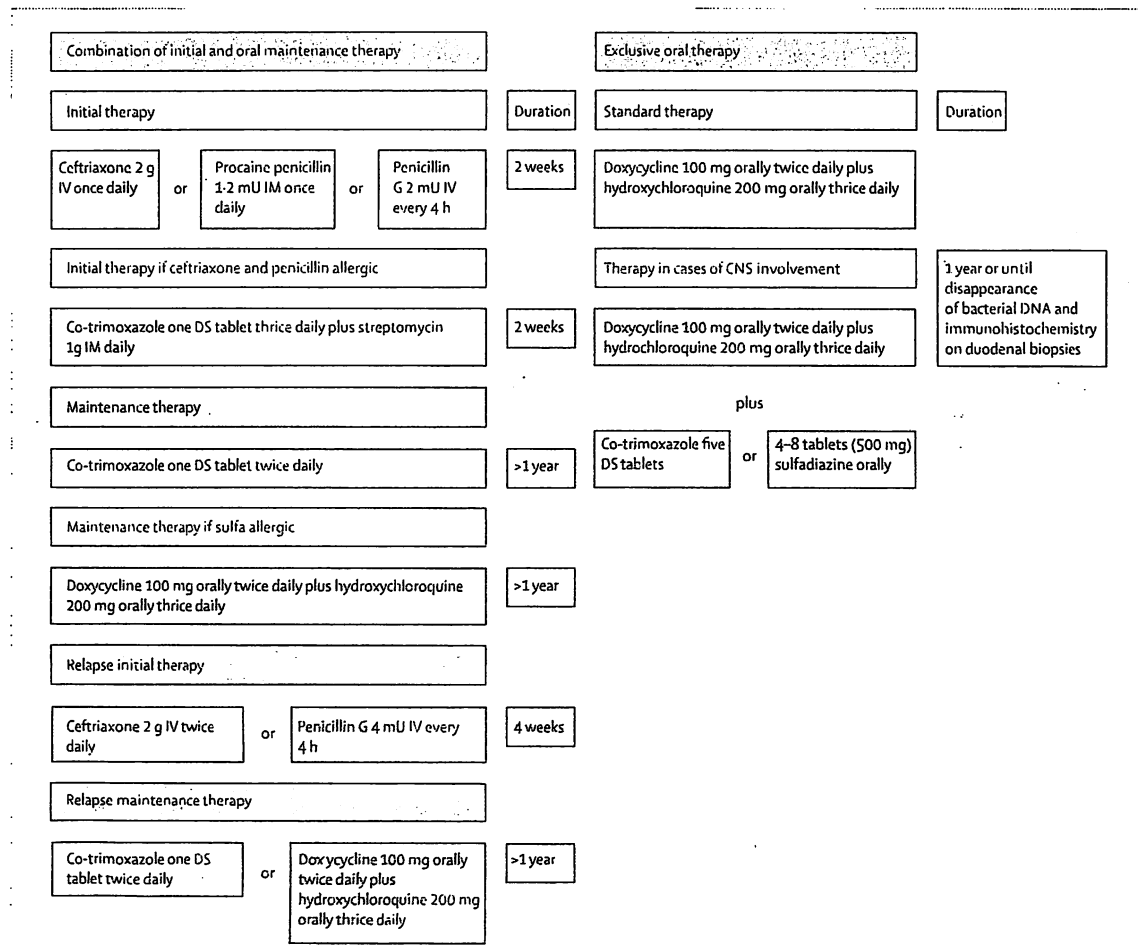 Combination of initial and oral maintenance therapy
Initial therapy
Duration
Ceftriaxone 2 g
IV once daily
or
Procaine penicillin
1-2 mU IM once
daily
or
Penicillin
G 2 mU IV
every 4 h
2 weeks
Initial therapy if ceftriaxone and penicillin allergic
Co-trimoxazole one DS tablet thrice daily plus streptomycin
1g IM daily
2 weeks
Maintenance therapy
Co-trimoxazole one DS tablet twice daily
>1 year
Maintenance therapy if sulfa allergic
Doxycycline 100 mg orally twice daily plus hydroxychloroquine
200 mg orally thrice daily
>1 year
Relapse initial therapy
Ceftriaxone 2 g IV twice
daily
or
Penicillin G 4 mU IV every
4 h
4 weeks
Relapse maintenance therapy
Co-trimoxazole one DS
tablet twice daily
or
Doxycycline 100 mg orally
twice daily plus
hydroxychloroquine 200 mg
orally thrice daily
>1 year
Exclusive oral therapy
Standard therapy
Duration
Doxycycline 100 mg orally twice daily plus
hydroxychloroquine 200 mg orally thrice daily
Therapy in cases of CNS involvement
Doxycycline 100 mg orally twice daily plus
hydrochloroquine 200 mg orally thrice daily
1 year or until
disappearance
of bacterial DNA and
immunohistochemistry
on duodenal biopsies
plus
Co-trimoxazole five
DS tablets
or
4–8 tablets (500 mg)
sulfadiazine orally